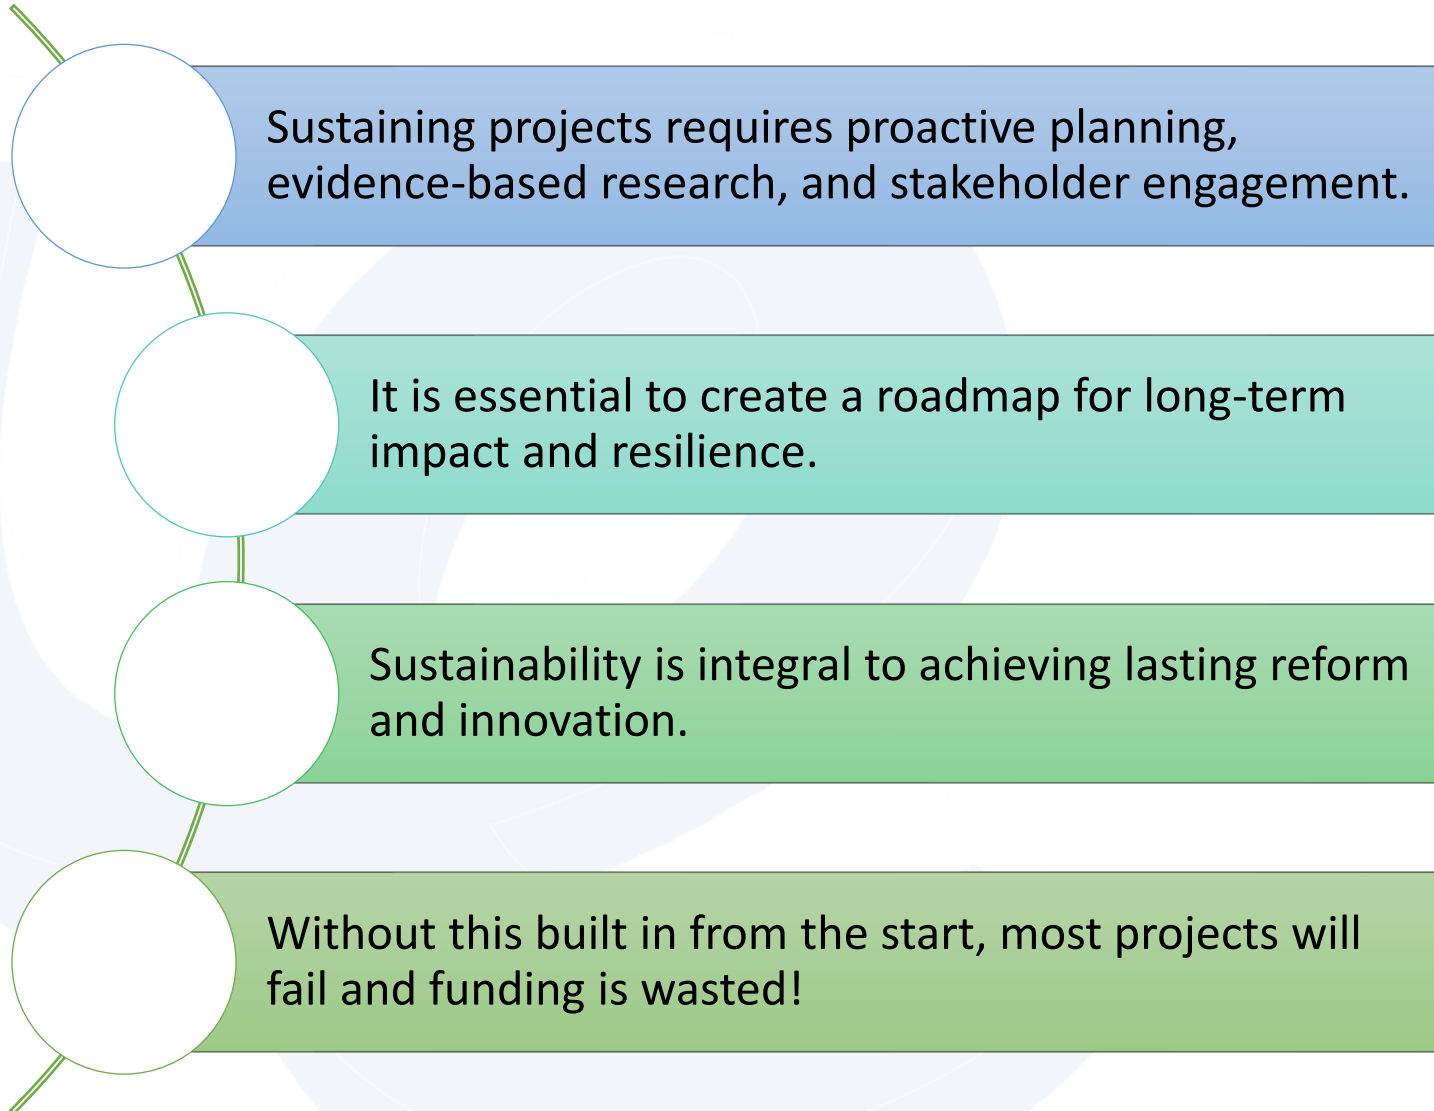 Sustaining projects requires proactive planning,
evidence-based research, and stakeholder engagement.
It is essential to create a roadmap for long-term
impact and resilience.
Sustainability is integral to achieving lasting reform
and innovation.
Without this built in from the start, most projects will
fail and funding is wasted!